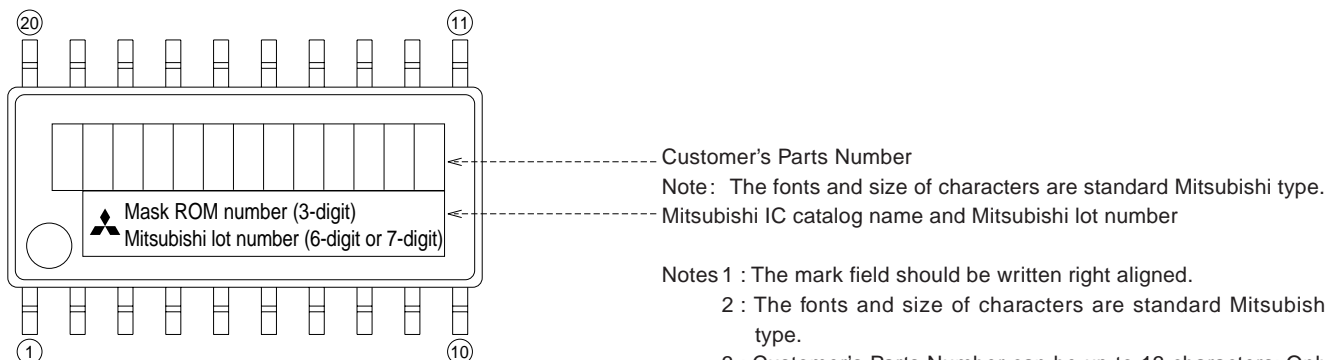 20 11
Customer's Parts Number
Note: The fonts and size of characters are standard Mitsubishi type.
Mask ROM number (3-digit)
Mitsubishi lot number (6-digit or 7-digit)
Mitsubishi IC catalog name and Mitsubishi lot number
Notes 1 : The mark field should be written right aligned.
2 : The fonts and size of characters are standard Mitsubish
type.
1 10